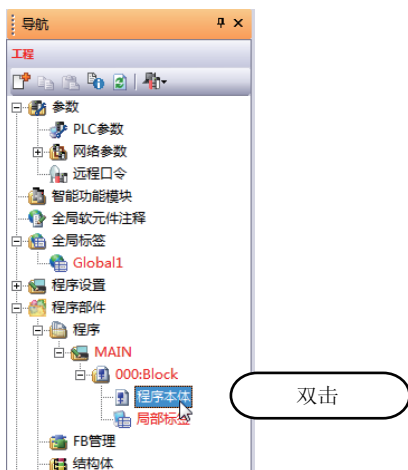 导航
工程
参数
PLC参数
网络参数
远程口令
智能功能模块
全局软元件注释
全局标签
Global1
程序设置
程序部件
程序
MAIN
000:Block
程序本体
双击
局部标签
FB管理
结构体